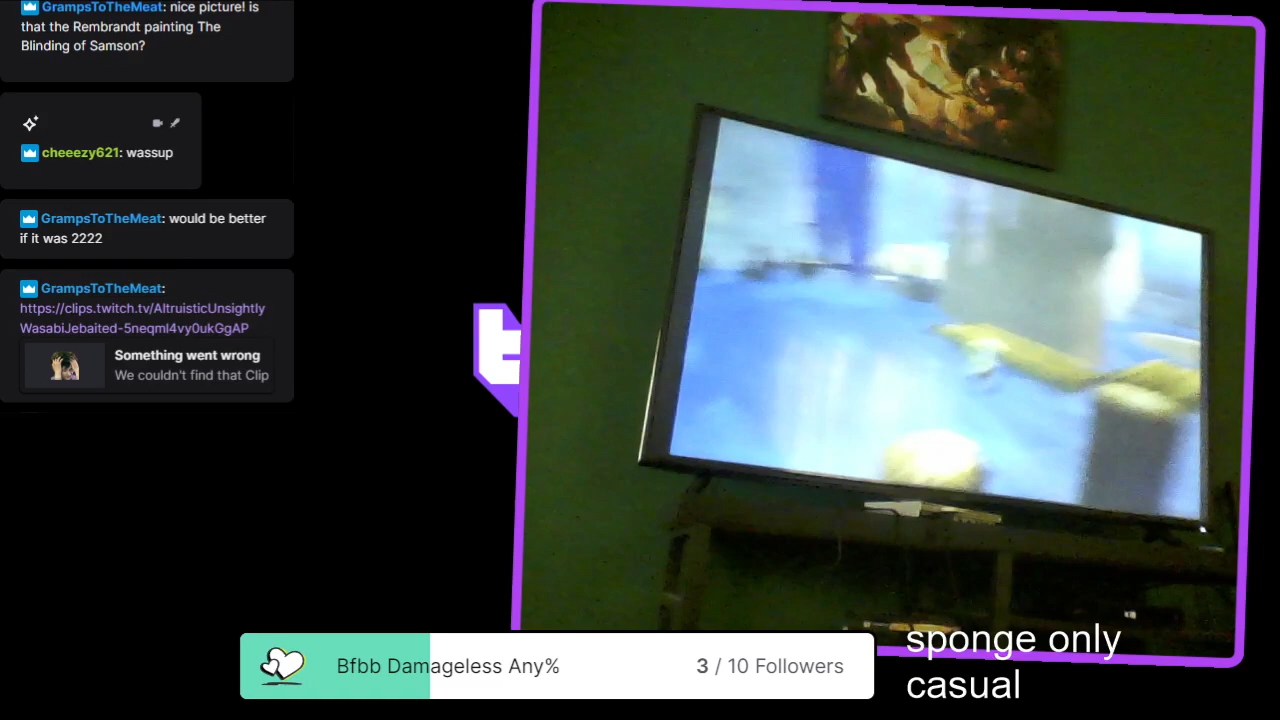 GrampsToTheMeat: nice picture! is
that the Rembrandt painting The
Blinding of Samson?
cheeezy621: wassup
GrampsToTheMeat: would be better
if it was 2222
GrampsToTheMeat:
https://clips.twitch.tv/AltruisticUnsightly
WasabiJebaited-5neqml4vy0ukGgAP
Something went wrong
We couldn't find that Clip
Bfbb Damageless Any%
3 / 10 Followers
sponge only
casual